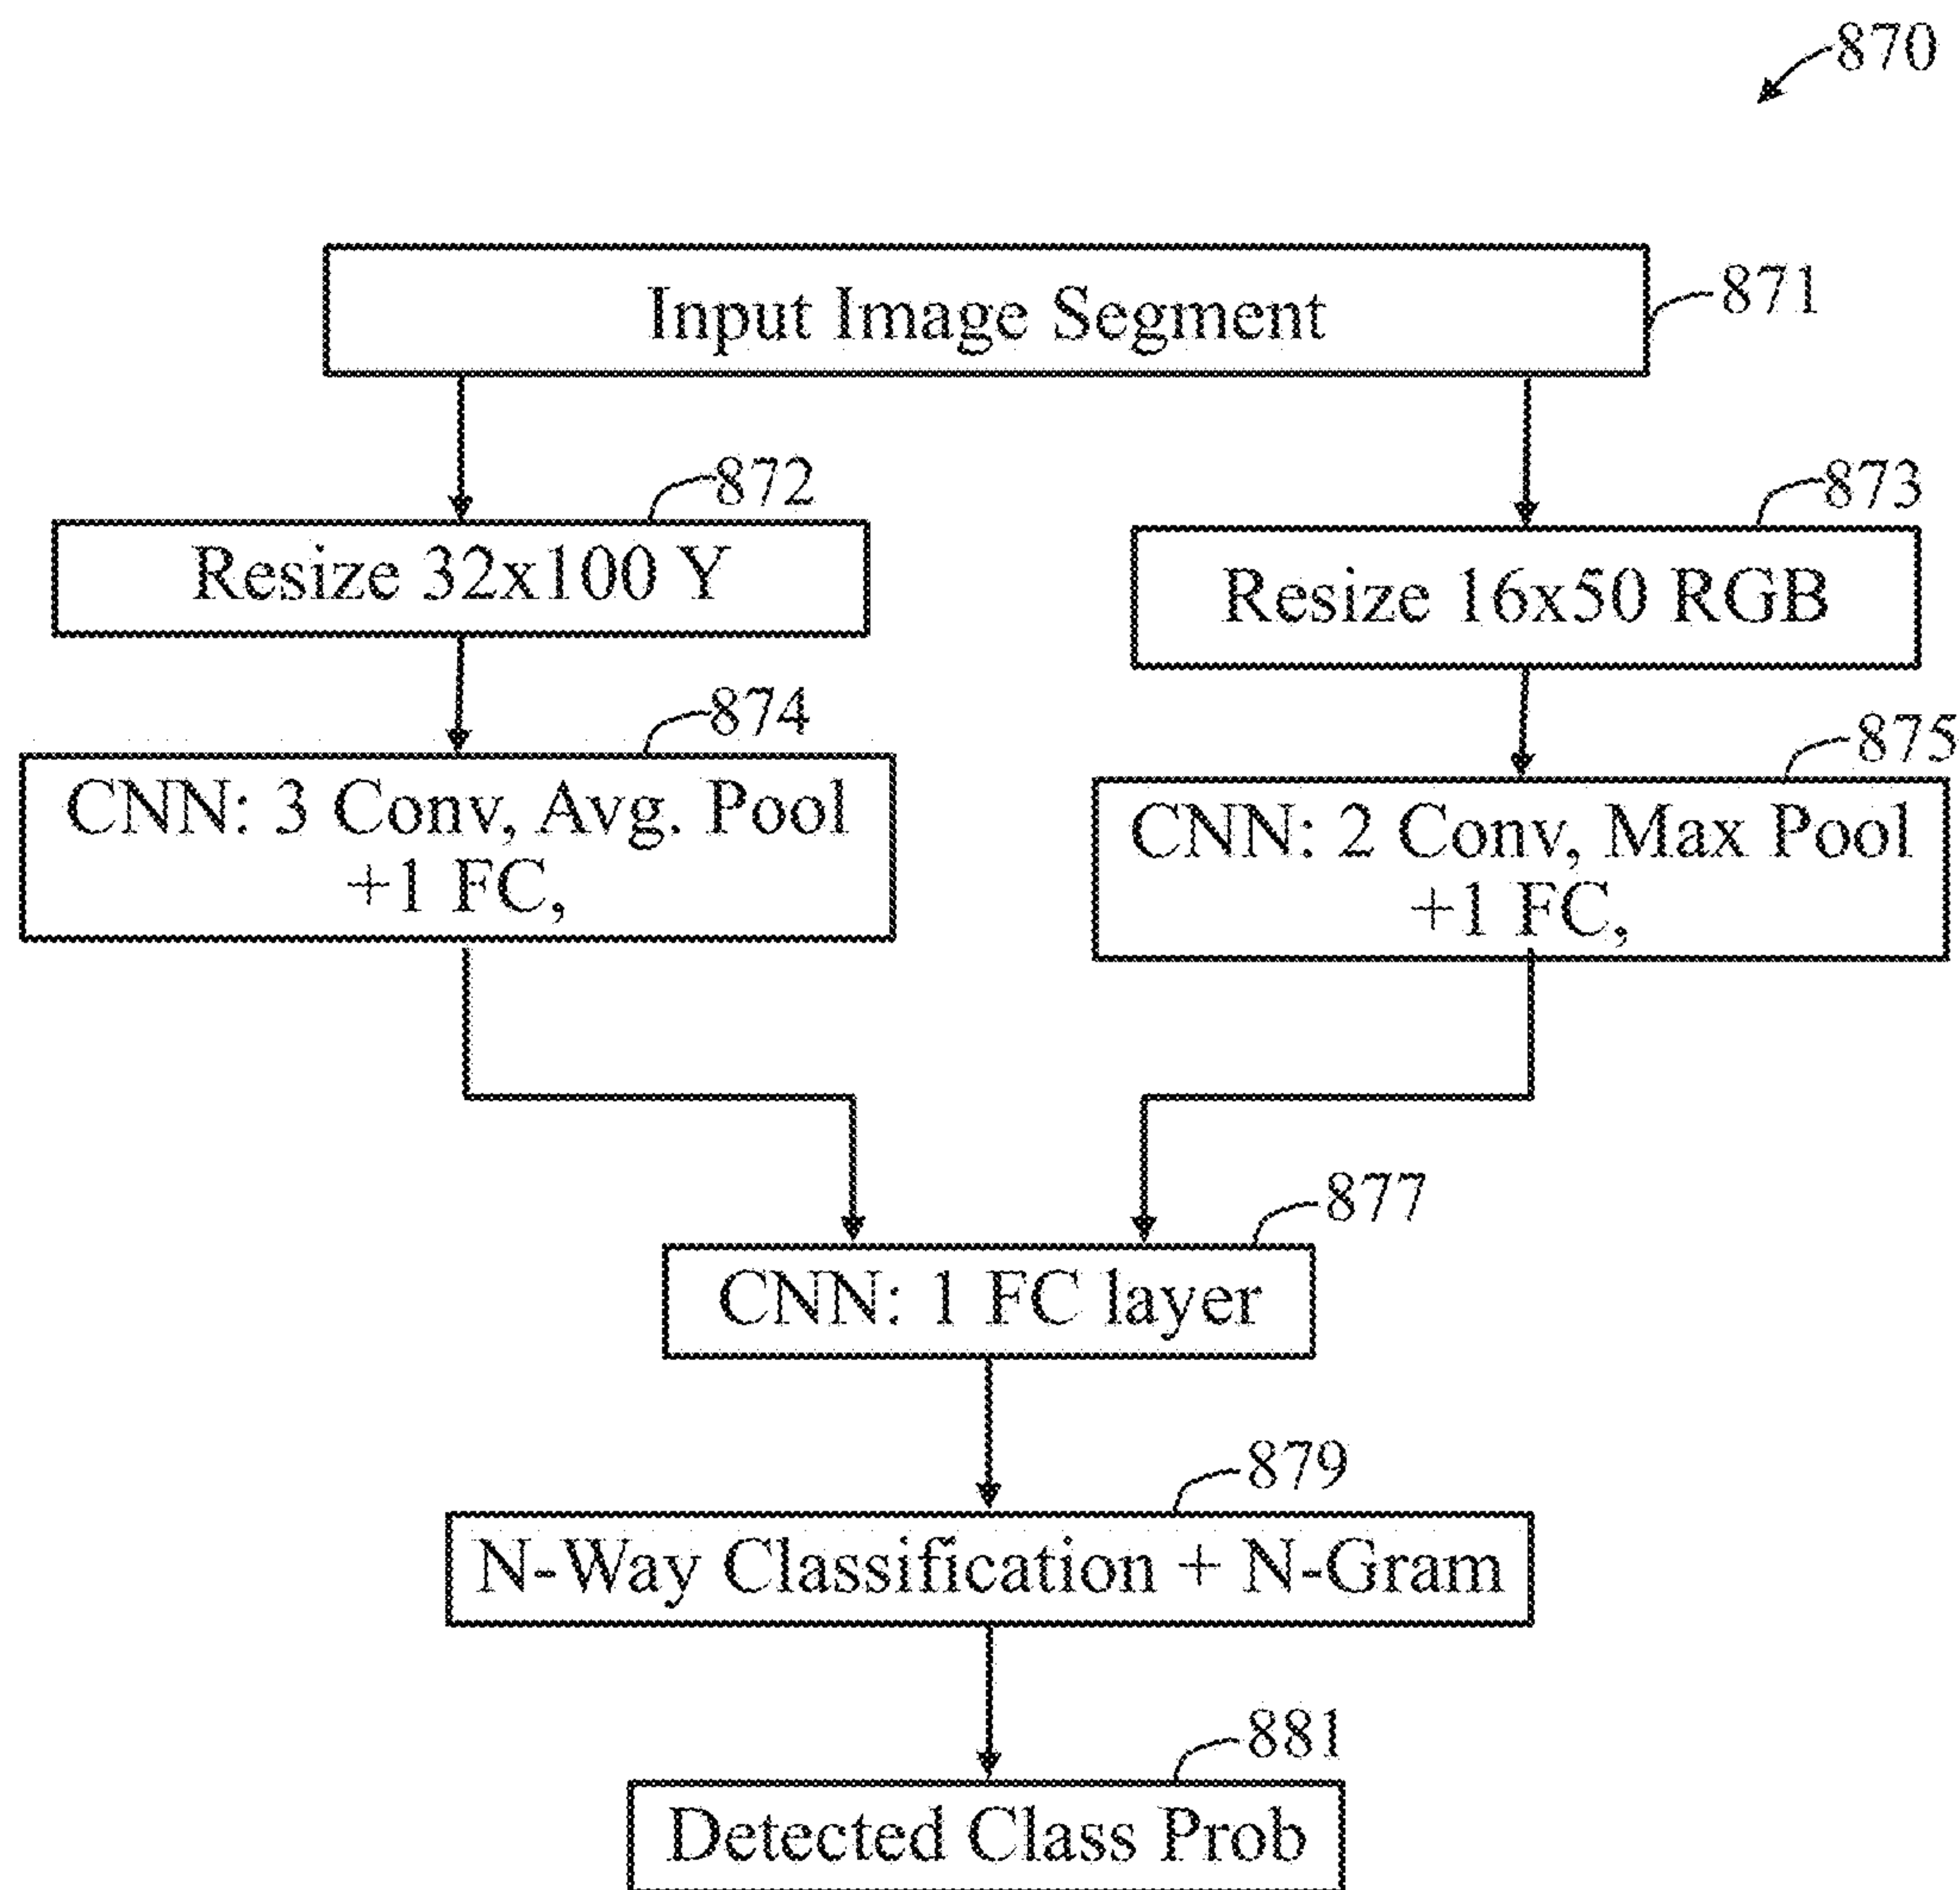 870
Input Image Segment
871
872
873
Resize 32x100 Y
Resize 16x50 RGB
874
875
CNN: 3 Conv, Avg. Pool
+1 FC,
CNN: 2 Conv, Max Pool
+1 FC,
877
CNN: 1 FC layer
879
N-Way Classification + N-Gram
881
Detected Class Prob